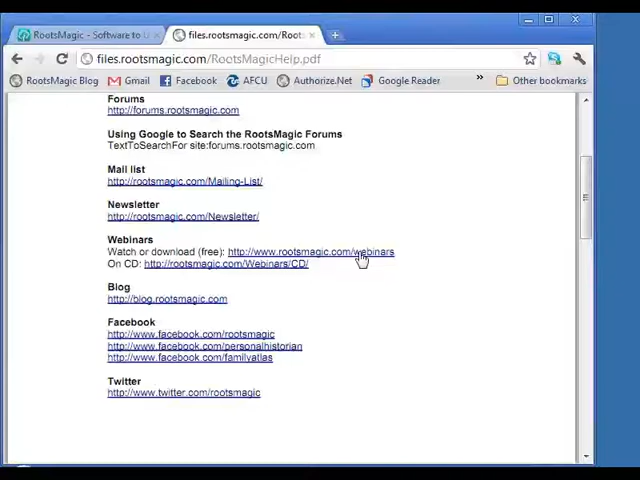 RootsMagic - Software to U
files.rootsmagic.com/Roots
files.rootsmagic.com/RootsMagicHelp.pdf
RootsMagic Blog Gmail Facebook AFCU Authorize.Net Google Reader » Other bookmarks
Forums
http://forums.rootsmagic.com
Using Google to Search the RootsMagic Forums
TextToSearchFor site:forums.rootsmagic.com
Mail list
http://rootsmagic.com/Mailing-List/
Newsletter
http://rootsmagic.com/Newsletter/
Webinars
Watch or download (free): http://www.rootsmagic.com/webinars
On CD: http://rootsmagic.com/Webinars/CD/
Blog
http://blog.rootsmagic.com
Facebook
http://www.facebook.com/rootsmagic
http://www.facebook.com/personalhistorian
http://www.facebook.com/familyatlas
Twitter
http://www.twitter.com/rootsmagic